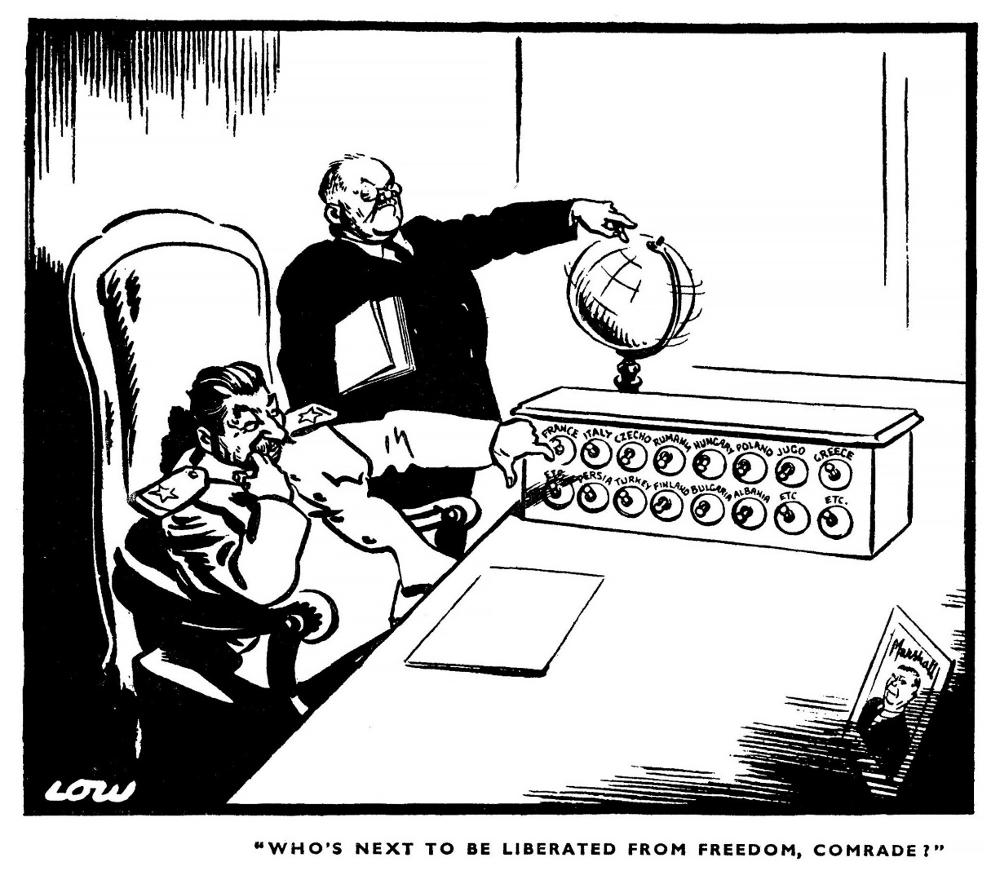 FRANCE ITALY CZECHO RUMANIA HUNGARY POLAND JUGO GREECE
ETC. PERSIA TURKEY FINLAND BULGARIA ALBANIA ETC ETC.
Marshall
LOW
"WHO'S NEXT TO BE LIBERATED FROM FREEDOM, COMRADE?"